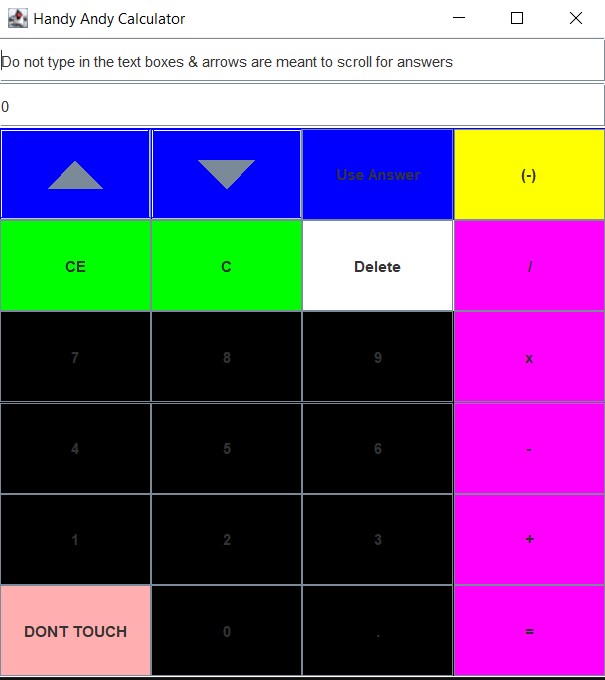 Handy Andy Calculator
Do not type in the text boxes & arrows are meant to scroll for answers
0
Use Answer (-)
CE C Delete /
7 8 9 x
4 5 6 -
1 2 3 +
DONT TOUCH 0 . =